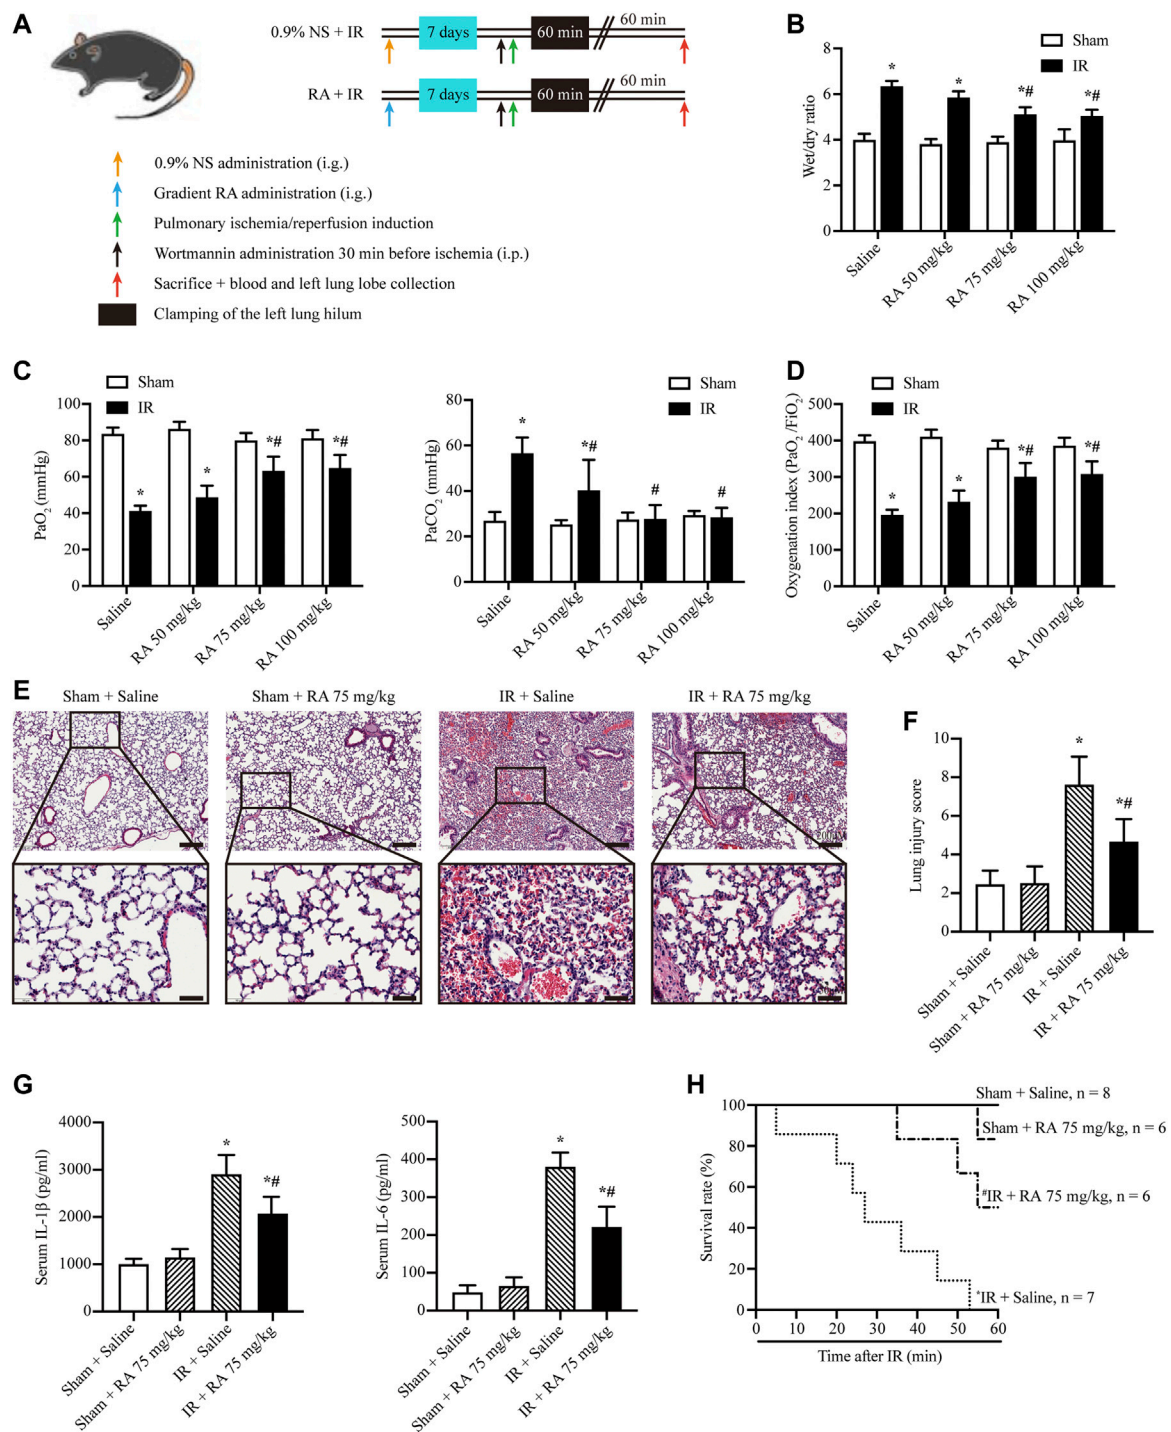 A
0.9% NS + IR
7 days
60 min
60 min
RA + IR
7 days
60 min
60 min
0.9% NS administration (i.g.)
Gradient RA administration (i.g.)
Pulmonary ischemia/reperfusion induction
Wortmannin administration 30 min before ischemia (i.p.)
Sacrifice + blood and left lung lobe collection
Clamping of the left lung hilum
B
Sham
IR
Wet/dry ratio
8
6
4
2
0
*
*
*#
*#
Saline
RA 50 mg/kg
RA 75 mg/kg
RA 100 mg/kg
C
Sham
IR
PaO2 (mmHg)
100
80
60
40
20
0
*
*
*#
*#
Saline
RA 50 mg/kg
RA 75 mg/kg
RA 100 mg/kg
Sham
IR
PaCO2 (mmHg)
80
60
40
20
0
*
*#
#
#
Saline
RA 50 mg/kg
RA 75 mg/kg
RA 100 mg/kg
D
Sham
IR
Oxygenation index (PaO2 /FiO2)
500
400
300
200
100
0
*
*
*#
*#
Saline
RA 50 mg/kg
RA 75 mg/kg
RA 100 mg/kg
E
Sham + Saline
Sham + RA 75 mg/kg
IR + Saline
IR + RA 75 mg/kg
F
Lung injury score
10
8
6
4
2
0
*
*#
Sham + Saline
Sham + RA 75 mg/kg
IR + Saline
IR + RA 75 mg/kg
G
Serum IL-1β (pg/ml)
4000
3000
2000
1000
0
*
*#
Sham + Saline
Sham + RA 75 mg/kg
IR + Saline
IR + RA 75 mg/kg
Serum IL-6 (pg/ml)
500
400
300
200
100
0
*
*#
Sham + Saline
Sham + RA 75 mg/kg
IR + Saline
IR + RA 75 mg/kg
H
Sham + Saline, n = 8
Sham + RA 75 mg/kg, n = 6
#IR + RA 75 mg/kg, n = 6
*IR + Saline, n = 7
Survival rate (%)
100
80
60
40
20
0
0
10
20
30
40
50
60
Time after IR (min)